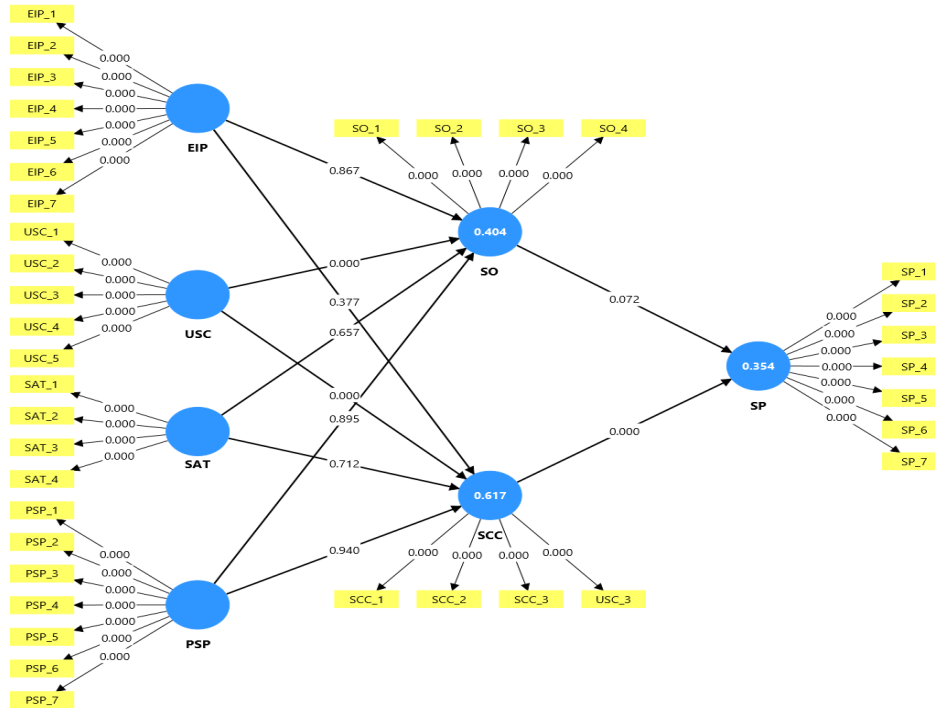 EIP_1
EIP_2
EIP_3
EIP_4
EIP_5
EIP_6
EIP_7
0.000
0.000
0.000
0.000
0.000
0.000
0.000
EIP
USC_1
USC_2
USC_3
USC_4
USC_5
0.000
0.000
0.000
0.000
0.000
USC
SAT_1
SAT_2
SAT_3
SAT_4
0.000
0.000
0.000
0.000
SAT
PSP_1
PSP_2
PSP_3
PSP_4
PSP_5
PSP_6
PSP_7
0.000
0.000
0.000
0.000
0.000
0.000
0.000
PSP
0.867
0.000
0.377
0.657
0.000
0.895
0.712
0.940
SO_1
SO_2
SO_3
SO_4
0.000
0.000
0.000
0.000
0.404
SO
0.617
SCC
0.000
0.000
0.000
0.000
SCC_1
SCC_2
SCC_3
USC_3
0.072
0.000
0.354
SP
0.000
0.000
0.000
0.000
0.000
0.000
0.000
SP_1
SP_2
SP_3
SP_4
SP_5
SP_6
SP_7